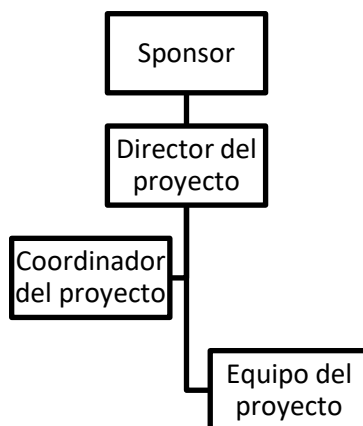 Sponsor
Director del
proyecto
Coordinador
del proyecto
Equipo del
proyecto